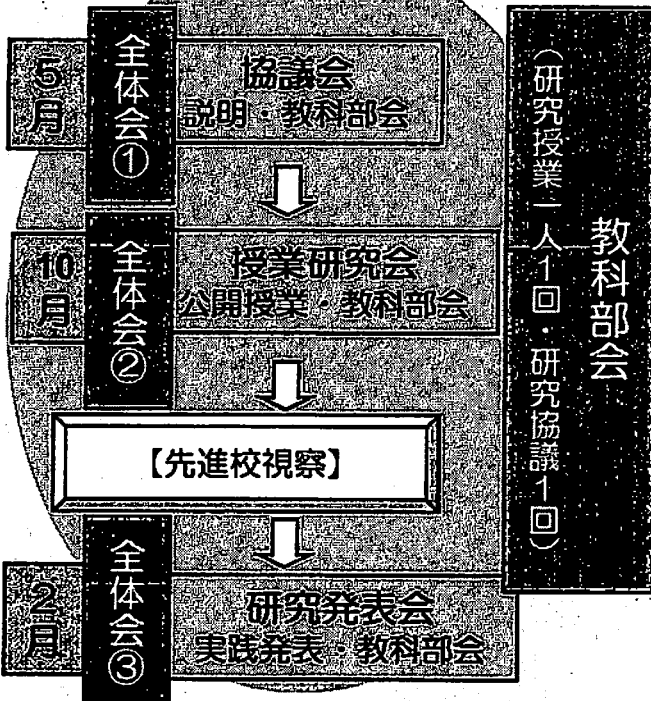 5月
全体会①
協議会
説明・教科部会
10月
全体会②
授業研究会
公開授業・教科部会
【先進校視察】
2月
全体会③
研究発表会
実践発表・教科部会
教科部会
（研究授業一人1回・研究協議1回）